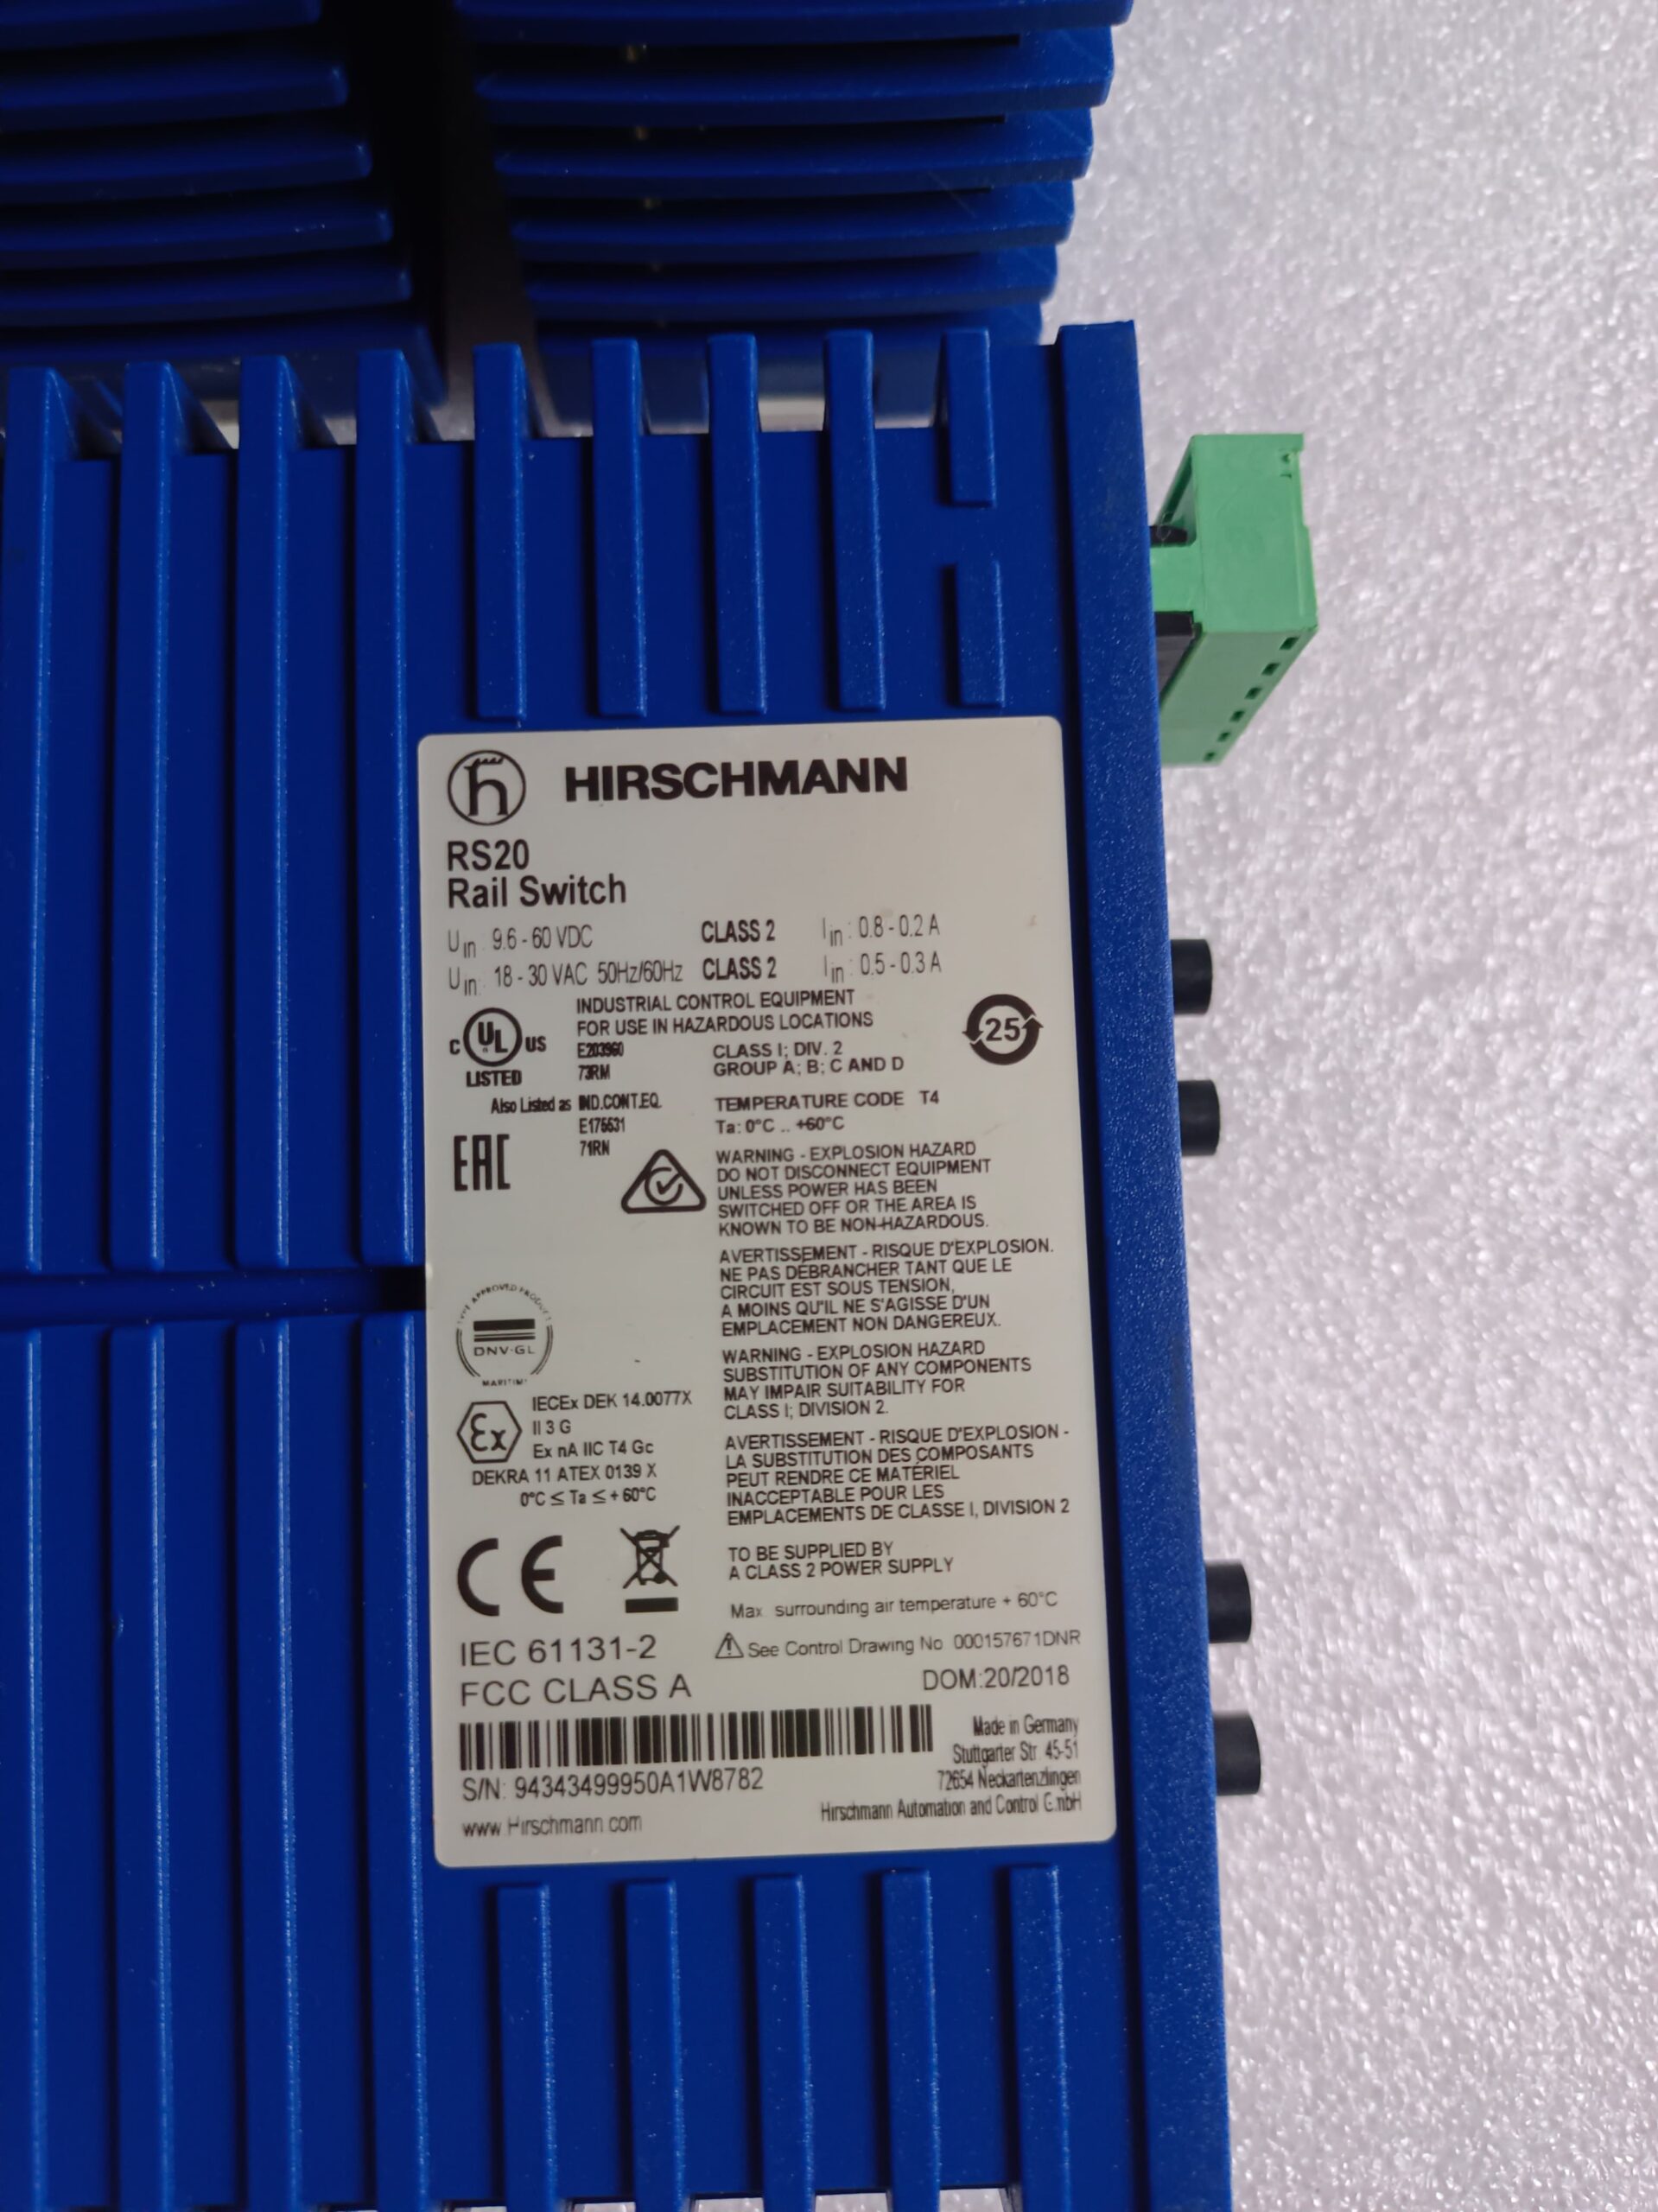 HIRSCHMANN
RS20
Rail Switch
Uin: 9.6 - 60 VDC CLASS 2 Iin: 0.8 - 0.2 A
Uin: 18 - 30 VAC 50Hz/60Hz CLASS 2 Iin: 0.5 - 0.3 A
INDUSTRIAL CONTROL EQUIPMENT
FOR USE IN HAZARDOUS LOCATIONS
C UL US
LISTED
E203960
73RM
CLASS I; DIV. 2
GROUP A; B; C AND D
25
Also Listed as IND.CONT.EQ.
E175531
71RN
TEMPERATURE CODE T4
Ta: 0°C .. +60°C
EAC
WARNING - EXPLOSION HAZARD
DO NOT DISCONNECT EQUIPMENT
UNLESS POWER HAS BEEN
SWITCHED OFF OR THE AREA IS
KNOWN TO BE NON-HAZARDOUS.
AVERTISSEMENT - RISQUE D'EXPLOSION.
NE PAS DÉBRANCHER TANT QUE LE
CIRCUIT EST SOUS TENSION,
A MOINS QU'IL NE S'AGISSE D'UN
EMPLACEMENT NON DANGEREUX.
TYPE APPROVED PRODUCT
DNV·GL
MARITIME
WARNING - EXPLOSION HAZARD
SUBSTITUTION OF ANY COMPONENTS
MAY IMPAIR SUITABILITY FOR
CLASS I; DIVISION 2.
IECEx DEK 14.0077X
II 3 G
Ex
Ex nA IIC T4 Gc
DEKRA 11 ATEX 0139 X
0°C ≤ Ta ≤ + 60°C
AVERTISSEMENT - RISQUE D'EXPLOSION -
LA SUBSTITUTION DES COMPOSANTS
PEUT RENDRE CE MATÉRIEL
INACCEPTABLE POUR LES
EMPLACEMENTS DE CLASSE I, DIVISION 2
CE
TO BE SUPPLIED BY
A CLASS 2 POWER SUPPLY
Max. surrounding air temperature + 60°C
IEC 61131-2
See Control Drawing No 000157671DNR
FCC CLASS A
DOM:20/2018
S/N: 94343499950A1W8782
www.Hirschmann.com
Made in Germany
Stuttgarter Str. 45-51
72654 Neckartenzlingen
Hirschmann Automation and Control GmbH